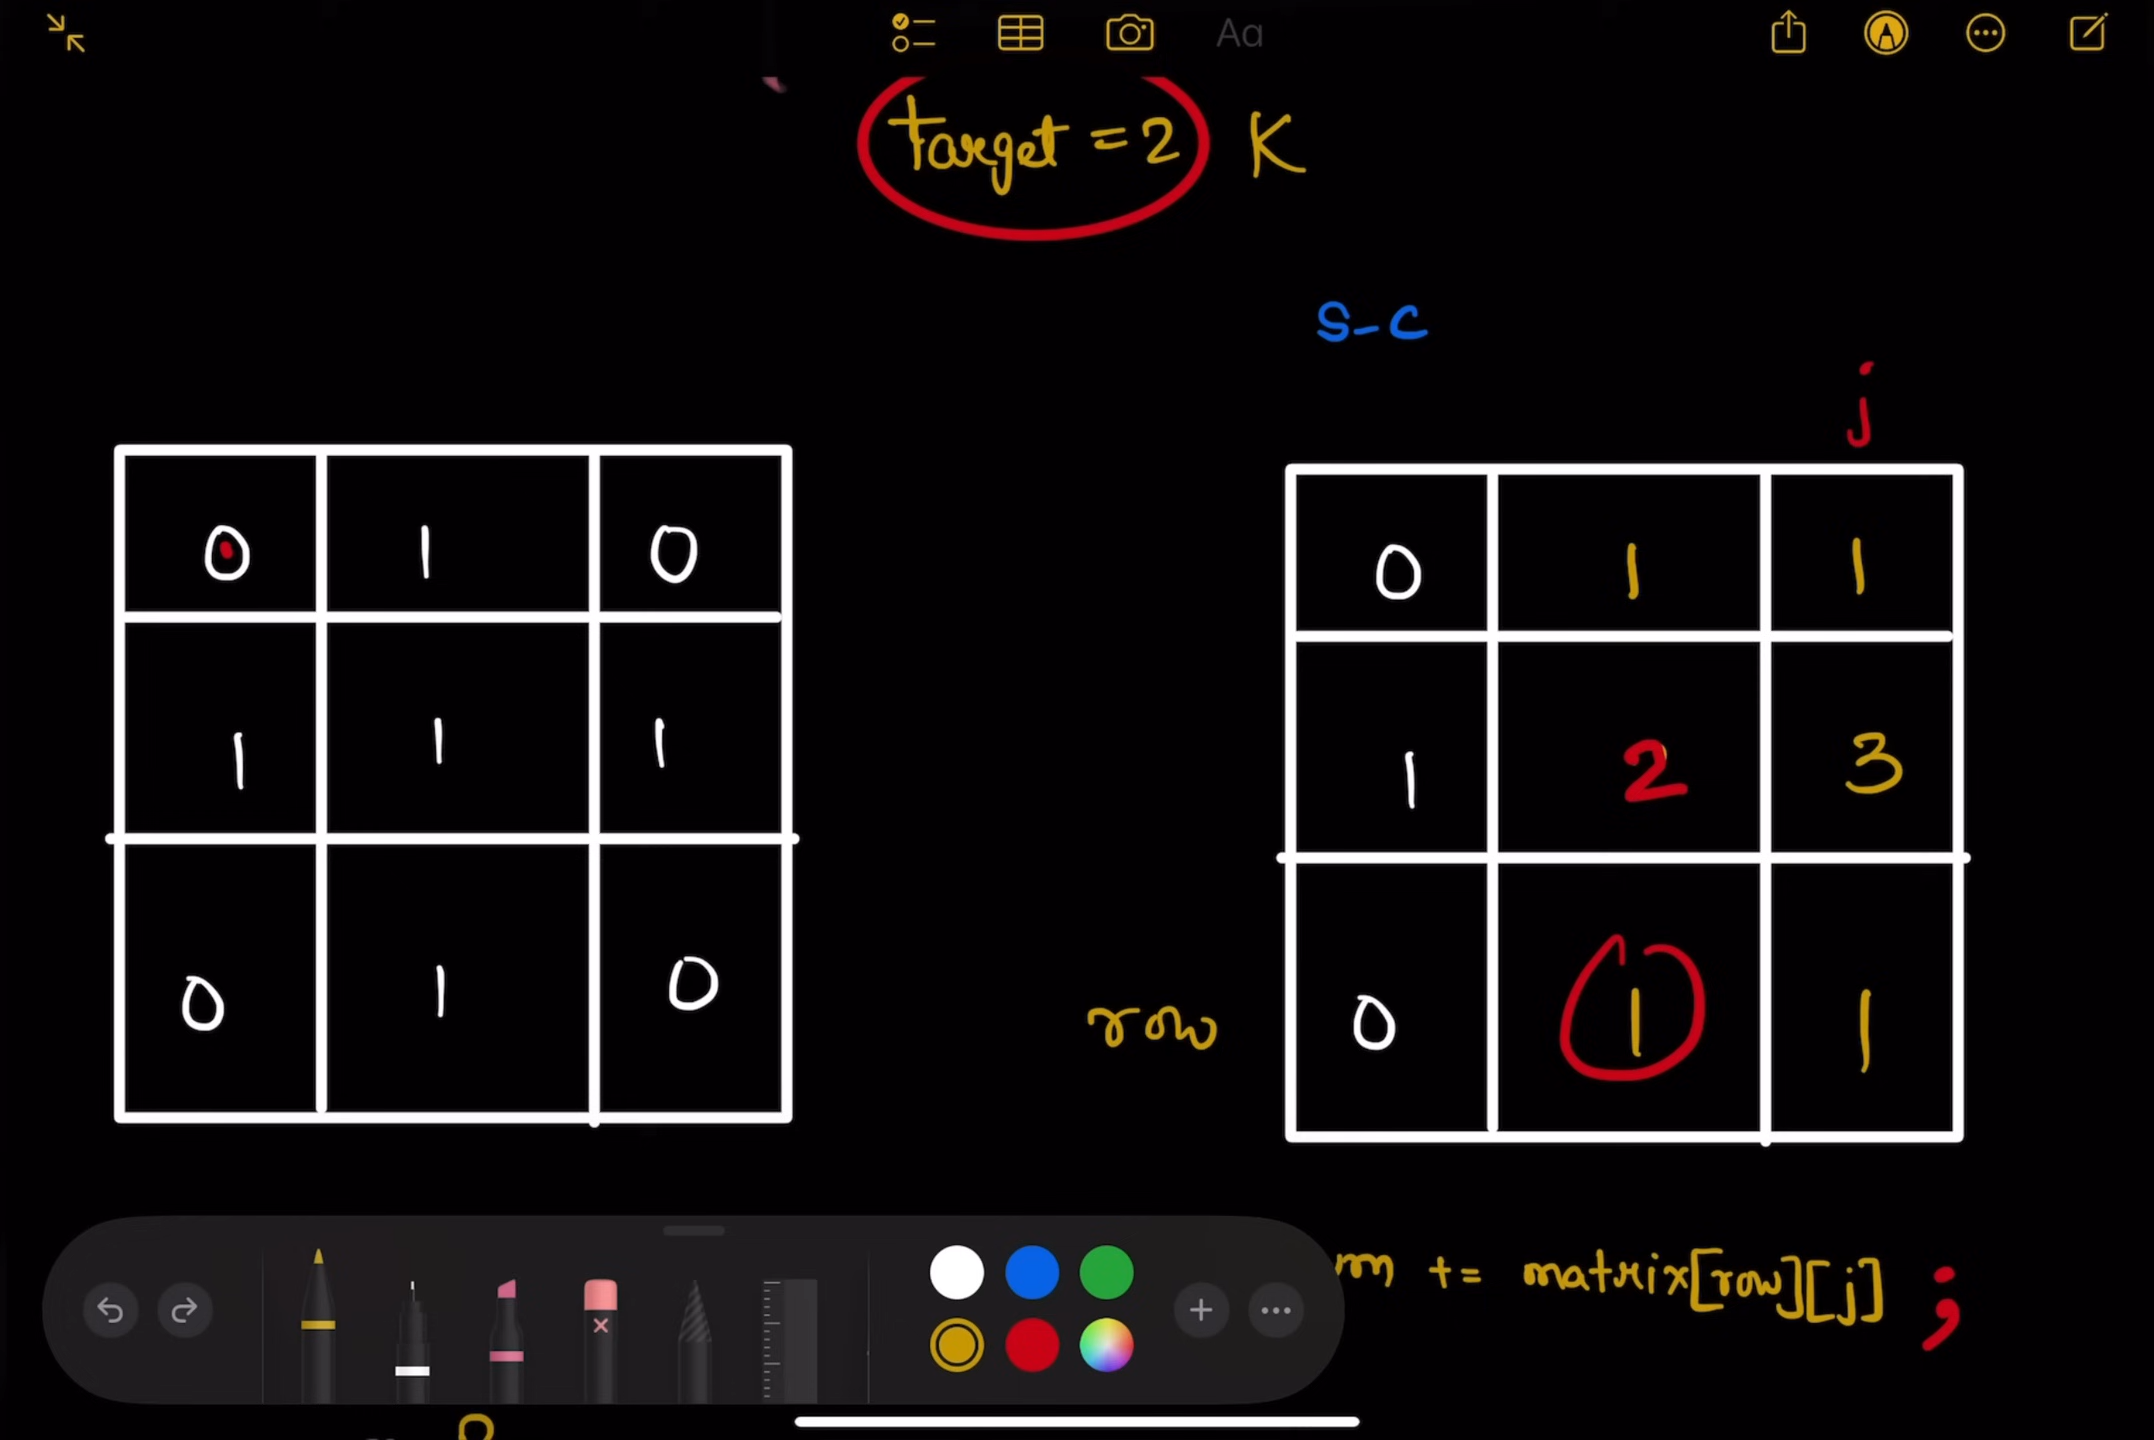 Aa
target = 2 K
s-c
j
0 1 0
1 1 1
0 1 0
0 1 1
1 2 3
row 0 1 1
m += matrix[row][j] ;